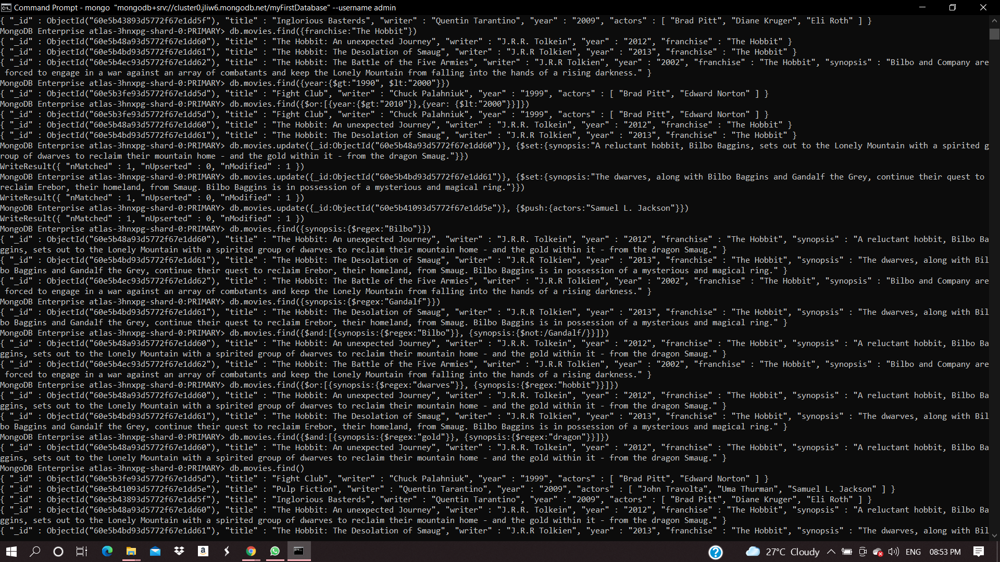 Command Prompt - mongo  "mongodb+srv://cluster0.jliw6.mongodb.net/myFirstDatabase" --username admin
{ "_id" : ObjectId("60e5b43893d5772f67e1dd5f"), "title" : "Inglorious Basterds", "writer" : "Quentin Tarantino", "year" : "2009", "actors" : [ "Brad Pitt", "Diane Kruger", "Eli Roth" ] }
MongoDB Enterprise atlas-3hnxpg-shard-0:PRIMARY> db.movies.find({franchise:"The Hobbit"})
{ "_id" : ObjectId("60e5b48a93d5772f67e1dd60"), "title" : "The Hobbit: An unexpected Journey", "writer" : "J.R.R. Tolkein", "year" : "2012", "franchise" : "The Hobbit" }
{ "_id" : ObjectId("60e5b4bd93d5772f67e1dd61"), "title" : "The Hobbit: The Desolation of Smaug", "writer" : "J.R.R Tolkien", "year" : "2013", "franchise" : "The Hobbit" }
{ "_id" : ObjectId("60e5b4ec93d5772f67e1dd62"), "title" : "The Hobbit: The Battle of the Five Armies", "writer" : "J.R.R Tolkien", "year" : "2002", "franchise" : "The Hobbit", "synopsis" : "Bilbo and Company are
 forced to engage in a war against an array of combatants and keep the Lonely Mountain from falling into the hands of a rising darkness." }
MongoDB Enterprise atlas-3hnxpg-shard-0:PRIMARY> db.movies.find({year:{$gt:"1990", $lt:"2000"}})
{ "_id" : ObjectId("60e5b3fe93d5772f67e1dd5d"), "title" : "Fight Club", "writer" : "Chuck Palahniuk", "year" : "1999", "actors" : [ "Brad Pitt", "Edward Norton" ] }
MongoDB Enterprise atlas-3hnxpg-shard-0:PRIMARY> db.movies.find({$or:[{year:{$gt:"2010"}},{year: {$lt:"2000"}}]})
{ "_id" : ObjectId("60e5b3fe93d5772f67e1dd5d"), "title" : "Fight Club", "writer" : "Chuck Palahniuk", "year" : "1999", "actors" : [ "Brad Pitt", "Edward Norton" ] }
{ "_id" : ObjectId("60e5b48a93d5772f67e1dd60"), "title" : "The Hobbit: An unexpected Journey", "writer" : "J.R.R. Tolkein", "year" : "2012", "franchise" : "The Hobbit" }
{ "_id" : ObjectId("60e5b4bd93d5772f67e1dd61"), "title" : "The Hobbit: The Desolation of Smaug", "writer" : "J.R.R Tolkien", "year" : "2013", "franchise" : "The Hobbit" }
MongoDB Enterprise atlas-3hnxpg-shard-0:PRIMARY> db.movies.update({_id:ObjectId("60e5b48a93d5772f67e1dd60")}, {$set:{synopsis:"A reluctant hobbit, Bilbo Baggins, sets out to the Lonely Mountain with a spirited g
roup of dwarves to reclaim their mountain home - and the gold within it - from the dragon Smaug."}})
WriteResult({ "nMatched" : 1, "nUpserted" : 0, "nModified" : 1 })
MongoDB Enterprise atlas-3hnxpg-shard-0:PRIMARY> db.movies.update({_id:ObjectId("60e5b4bd93d5772f67e1dd61")}, {$set:{synopsis:"The dwarves, along with Bilbo Baggins and Gandalf the Grey, continue their quest to
reclaim Erebor, their homeland, from Smaug. Bilbo Baggins is in possession of a mysterious and magical ring."}})
WriteResult({ "nMatched" : 1, "nUpserted" : 0, "nModified" : 1 })
MongoDB Enterprise atlas-3hnxpg-shard-0:PRIMARY> db.movies.update({_id:ObjectId("60e5b41093d5772f67e1dd5e")}, {$push:{actors:"Samuel L. Jackson"}})
WriteResult({ "nMatched" : 1, "nUpserted" : 0, "nModified" : 1 })
MongoDB Enterprise atlas-3hnxpg-shard-0:PRIMARY> db.movies.find({synopsis:{$regex:"Bilbo"}})
{ "_id" : ObjectId("60e5b48a93d5772f67e1dd60"), "title" : "The Hobbit: An unexpected Journey", "writer" : "J.R.R. Tolkein", "year" : "2012", "franchise" : "The Hobbit", "synopsis" : "A reluctant hobbit, Bilbo Ba
ggins, sets out to the Lonely Mountain with a spirited group of dwarves to reclaim their mountain home - and the gold within it - from the dragon Smaug." }
{ "_id" : ObjectId("60e5b4bd93d5772f67e1dd61"), "title" : "The Hobbit: The Desolation of Smaug", "writer" : "J.R.R Tolkien", "year" : "2013", "franchise" : "The Hobbit", "synopsis" : "The dwarves, along with Bil
bo Baggins and Gandalf the Grey, continue their quest to reclaim Erebor, their homeland, from Smaug. Bilbo Baggins is in possession of a mysterious and magical ring." }
{ "_id" : ObjectId("60e5b4ec93d5772f67e1dd62"), "title" : "The Hobbit: The Battle of the Five Armies", "writer" : "J.R.R Tolkien", "year" : "2002", "franchise" : "The Hobbit", "synopsis" : "Bilbo and Company are
 forced to engage in a war against an array of combatants and keep the Lonely Mountain from falling into the hands of a rising darkness." }
MongoDB Enterprise atlas-3hnxpg-shard-0:PRIMARY> db.movies.find({synopsis:{$regex:"Gandalf"}})
{ "_id" : ObjectId("60e5b4bd93d5772f67e1dd61"), "title" : "The Hobbit: The Desolation of Smaug", "writer" : "J.R.R Tolkien", "year" : "2013", "franchise" : "The Hobbit", "synopsis" : "The dwarves, along with Bil
bo Baggins and Gandalf the Grey, continue their quest to reclaim Erebor, their homeland, from Smaug. Bilbo Baggins is in possession of a mysterious and magical ring." }
MongoDB Enterprise atlas-3hnxpg-shard-0:PRIMARY> db.movies.find({$and:[{synopsis:{$regex:"Bilbo"}}, {synopsis:{$not:/Gandalf/}}]})
{ "_id" : ObjectId("60e5b48a93d5772f67e1dd60"), "title" : "The Hobbit: An unexpected Journey", "writer" : "J.R.R. Tolkein", "year" : "2012", "franchise" : "The Hobbit", "synopsis" : "A reluctant hobbit, Bilbo Ba
ggins, sets out to the Lonely Mountain with a spirited group of dwarves to reclaim their mountain home - and the gold within it - from the dragon Smaug." }
{ "_id" : ObjectId("60e5b4ec93d5772f67e1dd62"), "title" : "The Hobbit: The Battle of the Five Armies", "writer" : "J.R.R Tolkien", "year" : "2002", "franchise" : "The Hobbit", "synopsis" : "Bilbo and Company are
 forced to engage in a war against an array of combatants and keep the Lonely Mountain from falling into the hands of a rising darkness." }
MongoDB Enterprise atlas-3hnxpg-shard-0:PRIMARY> db.movies.find({$or:[{synopsis:{$regex:"dwarves"}}, {synopsis:{$regex:"hobbit"}}]})
{ "_id" : ObjectId("60e5b48a93d5772f67e1dd60"), "title" : "The Hobbit: An unexpected Journey", "writer" : "J.R.R. Tolkein", "year" : "2012", "franchise" : "The Hobbit", "synopsis" : "A reluctant hobbit, Bilbo Ba
ggins, sets out to the Lonely Mountain with a spirited group of dwarves to reclaim their mountain home - and the gold within it - from the dragon Smaug." }
{ "_id" : ObjectId("60e5b4bd93d5772f67e1dd61"), "title" : "The Hobbit: The Desolation of Smaug", "writer" : "J.R.R Tolkien", "year" : "2013", "franchise" : "The Hobbit", "synopsis" : "The dwarves, along with Bil
bo Baggins and Gandalf the Grey, continue their quest to reclaim Erebor, their homeland, from Smaug. Bilbo Baggins is in possession of a mysterious and magical ring." }
MongoDB Enterprise atlas-3hnxpg-shard-0:PRIMARY> db.movies.find({$and:[{synopsis:{$regex:"gold"}}, {synopsis:{$regex:"dragon"}}]})
{ "_id" : ObjectId("60e5b48a93d5772f67e1dd60"), "title" : "The Hobbit: An unexpected Journey", "writer" : "J.R.R. Tolkein", "year" : "2012", "franchise" : "The Hobbit", "synopsis" : "A reluctant hobbit, Bilbo Ba
ggins, sets out to the Lonely Mountain with a spirited group of dwarves to reclaim their mountain home - and the gold within it - from the dragon Smaug." }
MongoDB Enterprise atlas-3hnxpg-shard-0:PRIMARY> db.movies.find()
{ "_id" : ObjectId("60e5b3fe93d5772f67e1dd5d"), "title" : "Fight Club", "writer" : "Chuck Palahniuk", "year" : "1999", "actors" : [ "Brad Pitt", "Edward Norton" ] }
{ "_id" : ObjectId("60e5b41093d5772f67e1dd5e"), "title" : "Pulp Fiction", "writer" : "Quentin Tarantino", "year" : "2009", "actors" : [ "John Travolta", "Uma Thurman", "Samuel L. Jackson" ] }
{ "_id" : ObjectId("60e5b43893d5772f67e1dd5f"), "title" : "Inglorious Basterds", "writer" : "Quentin Tarantino", "year" : "2009", "actors" : [ "Brad Pitt", "Diane Kruger", "Eli Roth" ] }
{ "_id" : ObjectId("60e5b48a93d5772f67e1dd60"), "title" : "The Hobbit: An unexpected Journey", "writer" : "J.R.R. Tolkein", "year" : "2012", "franchise" : "The Hobbit", "synopsis" : "A reluctant hobbit, Bilbo Ba
ggins, sets out to the Lonely Mountain with a spirited group of dwarves to reclaim their mountain home - and the gold within it - from the dragon Smaug." }
{ "_id" : ObjectId("60e5b4bd93d5772f67e1dd61"), "title" : "The Hobbit: The Desolation of Smaug", "writer" : "J.R.R Tolkien", "year" : "2013", "franchise" : "The Hobbit", "synopsis" : "The dwarves, along with Bil
27°C Cloudy ENG 08:53 PM